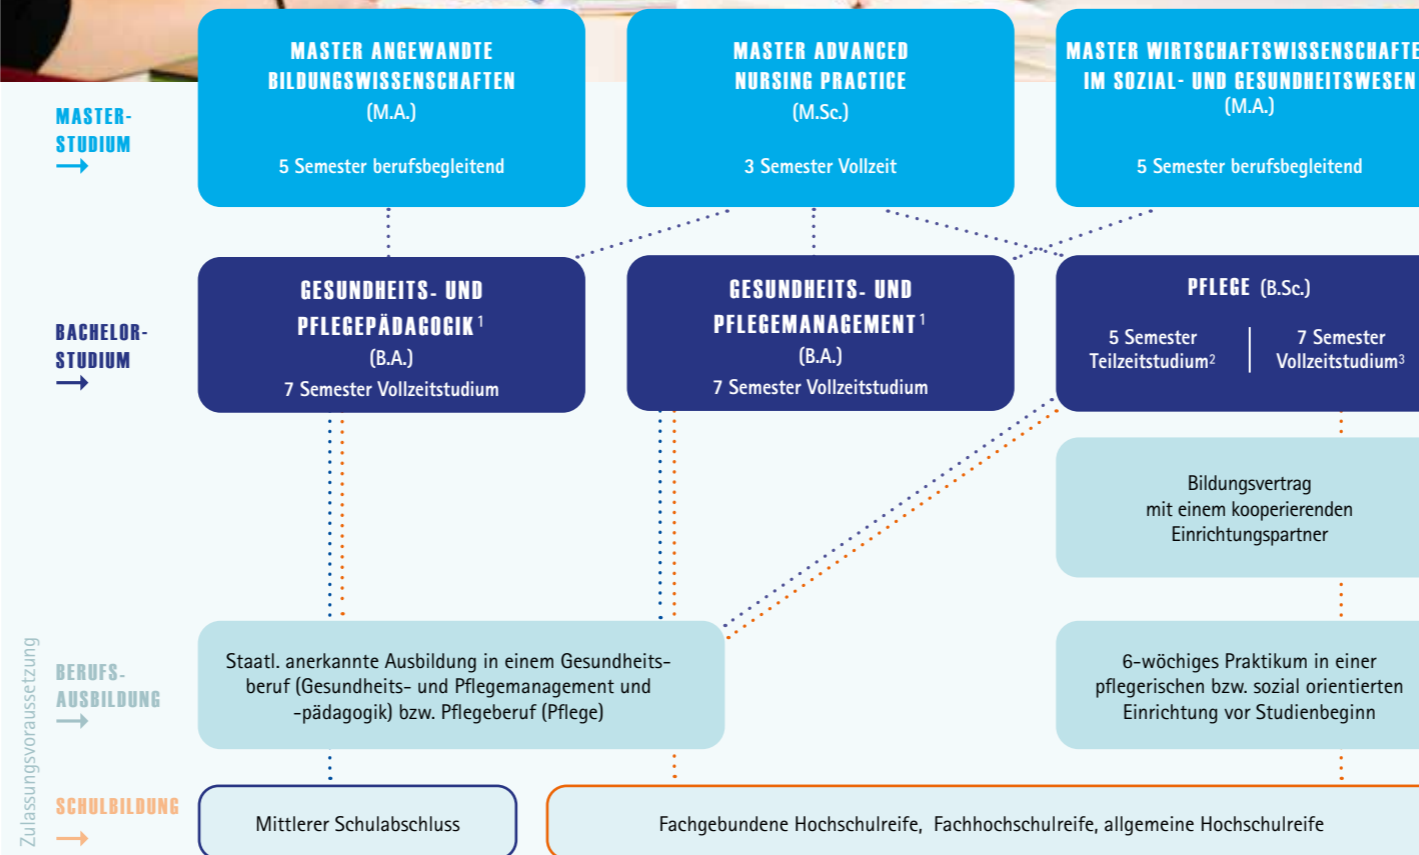 MASTER ANGEWANDTE
BILDUNGSWISSENSCHAFTEN
(M.A.)
5 Semester berufsbegleitend
MASTER ADVANCED
NURSING PRACTICE
(M.Sc.)
3 Semester Vollzeit
MASTER WIRTSCHAFTSWISSENSCHAFTE
IM SOZIAL- UND GESUNDHEITSWESEN
(M.A.)
5 Semester berufsbegleitend
MASTER-
STUDIUM
GESUNDHEITS- UND
PFLEGEPÄDAGOGIK ¹
(B.A.)
7 Semester Vollzeitstudium
GESUNDHEITS- UND
PFLEGEMANAGEMENT ¹
(B.A.)
7 Semester Vollzeitstudium
PFLEGE (B.Sc.)
5 Semester
Teilzeitstudium²
7 Semester
Vollzeitstudium³
BACHELOR-
STUDIUM
Bildungsvertrag
mit einem kooperierenden
Einrichtungspartner
Zulassungsvoraussetzung
BERUFS-
AUSBILDUNG
Staatl. anerkannte Ausbildung in einem Gesundheits-
beruf (Gesundheits- und Pflegemanagement und
-pädagogik) bzw. Pflegeberuf (Pflege)
6-wöchiges Praktikum in einer
pflegerischen bzw. sozial orientierten
Einrichtung vor Studienbeginn
SCHULBILDUNG
Mittlerer Schulabschluss
Fachgebundene Hochschulreife, Fachhochschulreife, allgemeine Hochschulreife